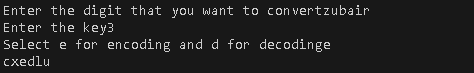 Enter the digit that you want to convertzubair
Enter the key3
Select e for encoding and d for decodinge
cxedlu